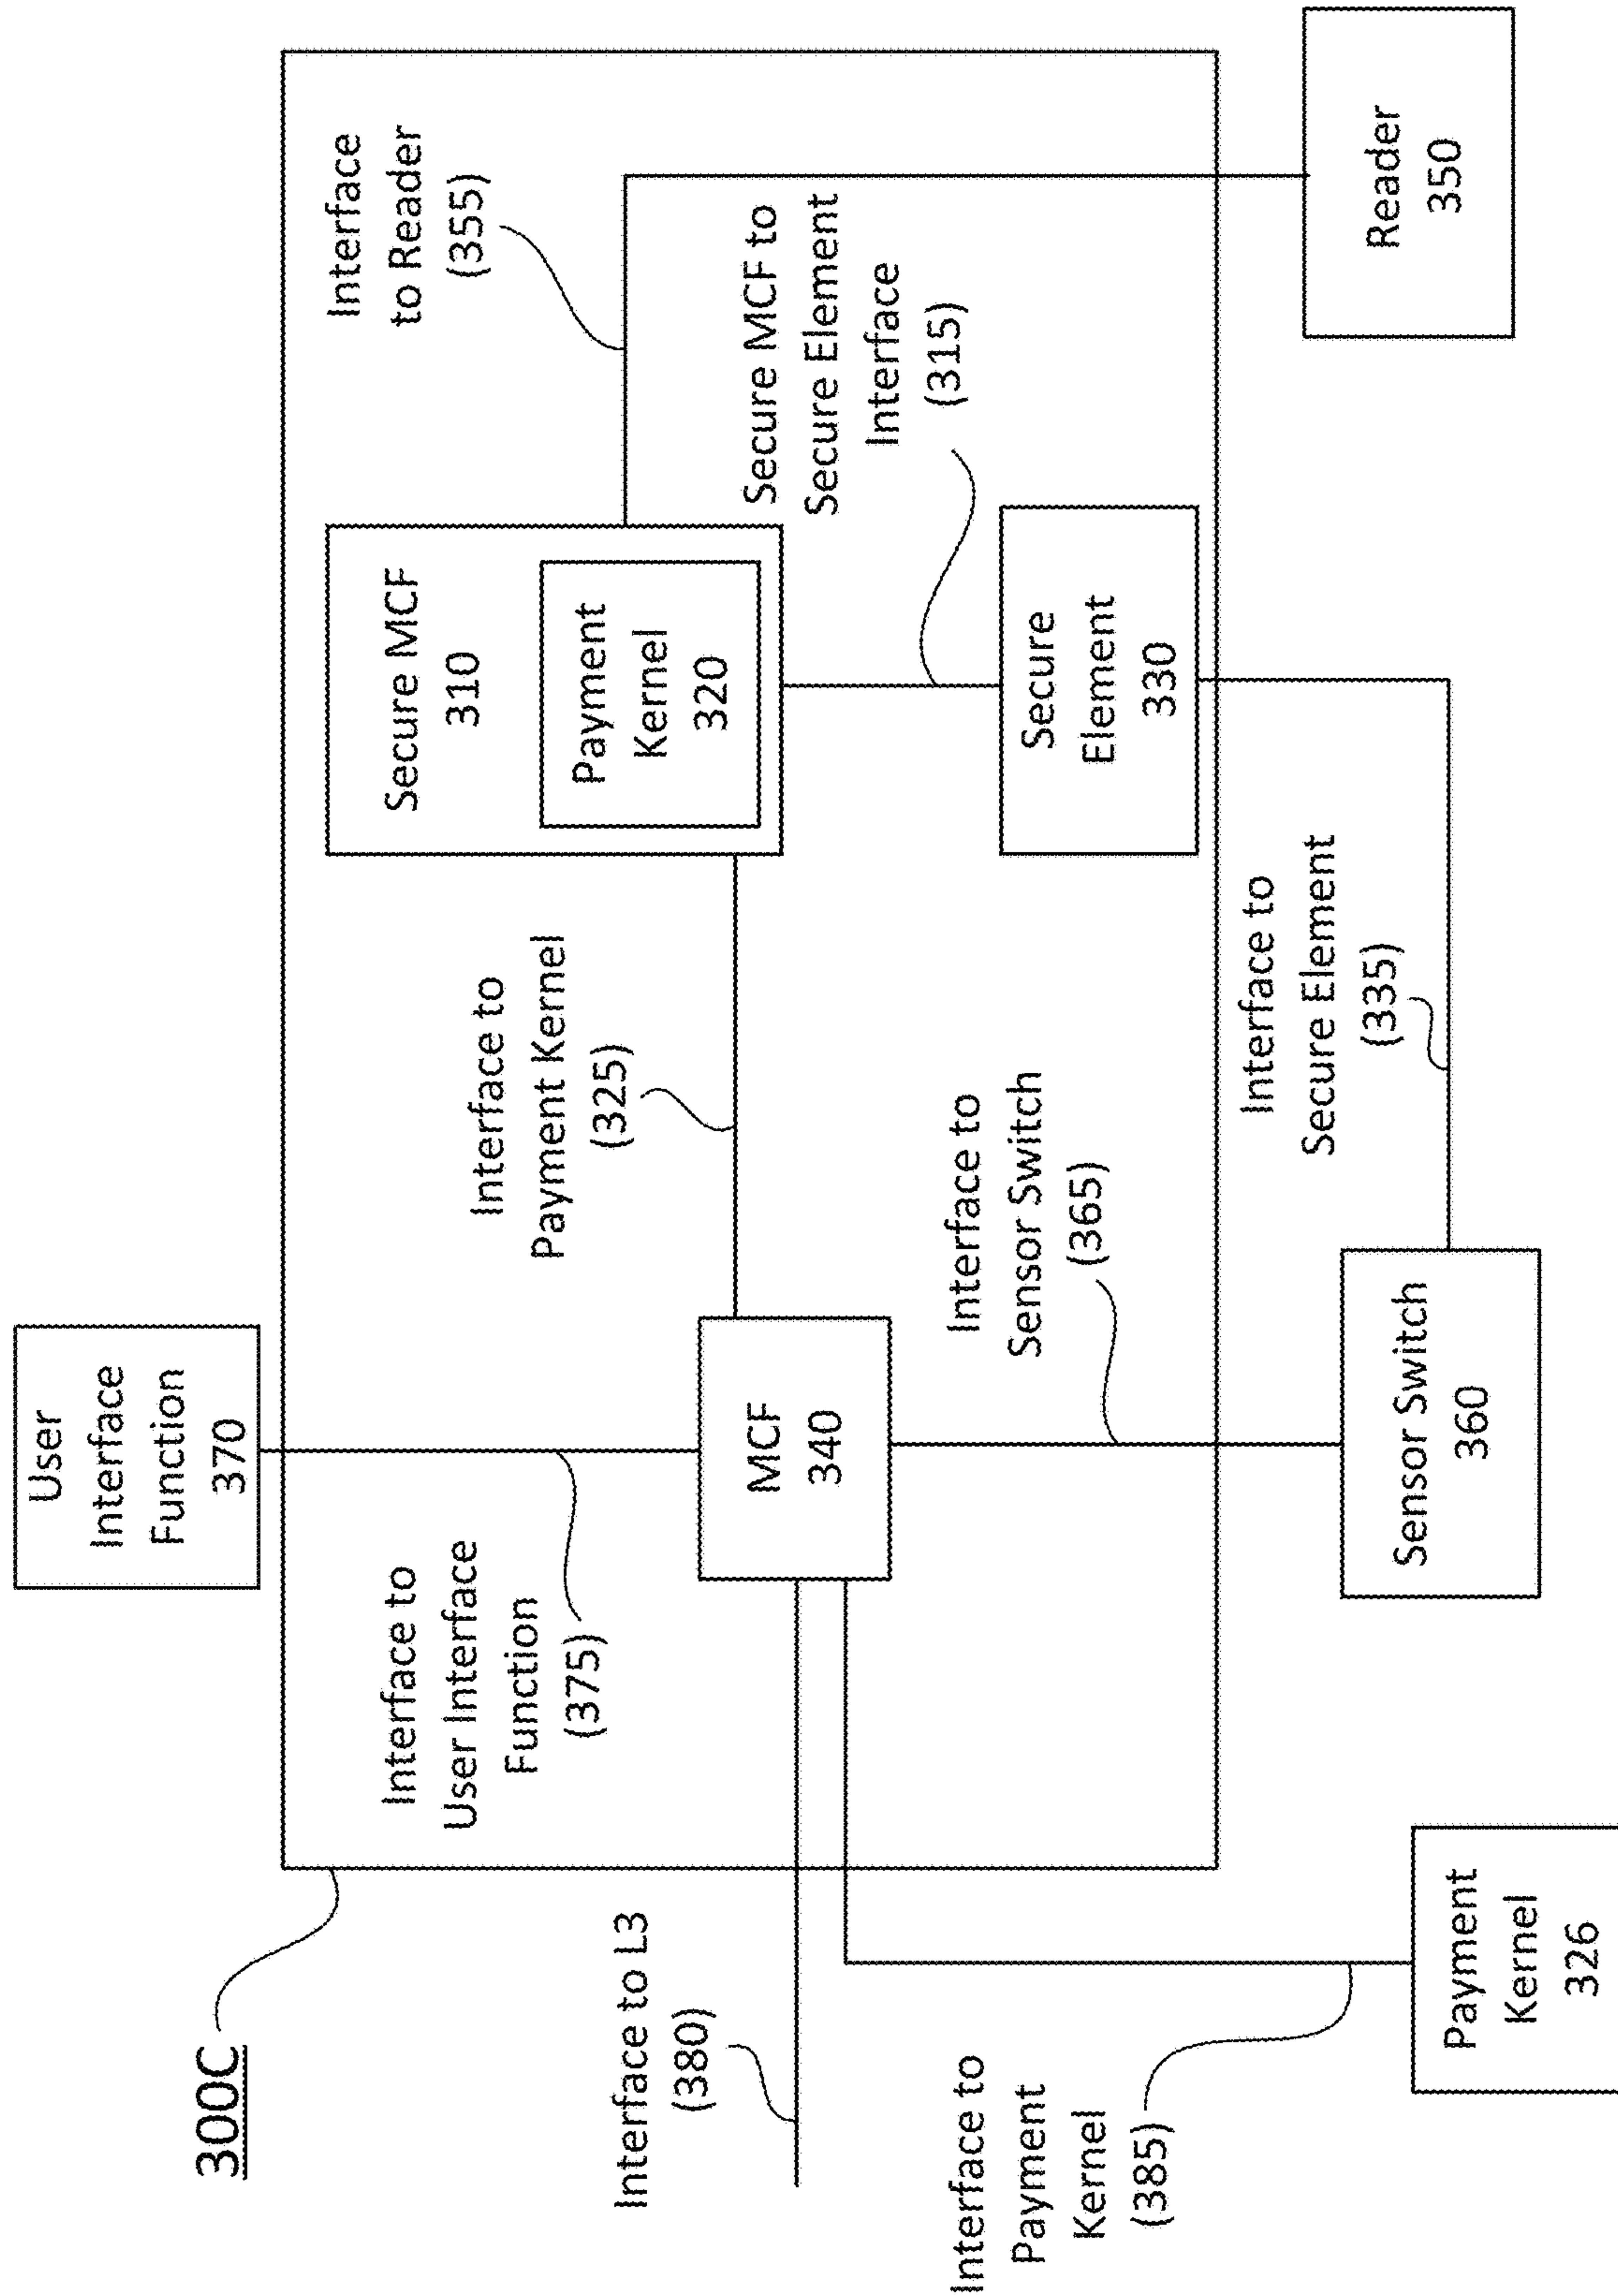 300C
User
Interface
Function
370
Interface to
User Interface
Function
(375)
Interface to
Payment Kernel
(325)
Secure MCF
310
Payment
Kernel
320
Interface
to Reader
(355)
Interface to L3
(380)
MCF
340
Secure MCF to
Secure Element
Interface
(315)
Interface to
Sensor Switch
(365)
Secure
Element
330
Interface to
Payment
Kernel
(385)
Interface to
Secure Element
(335)
Payment
Kernel
326
Sensor Switch
360
Reader
350